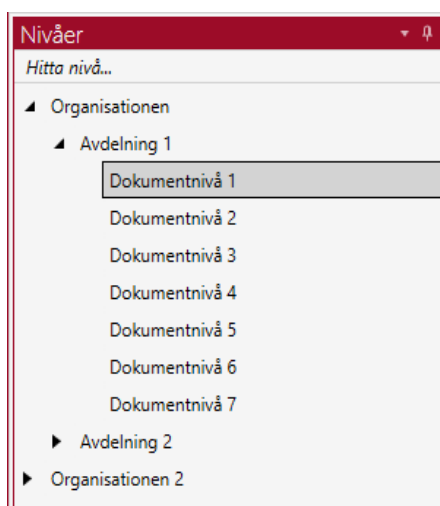 Nivåer
Hitta nivå...
Organisationen
Avdelning 1
Dokumentnivå 1
Dokumentnivå 2
Dokumentnivå 3
Dokumentnivå 4
Dokumentnivå 5
Dokumentnivå 6
Dokumentnivå 7
Avdelning 2
Organisationen 2